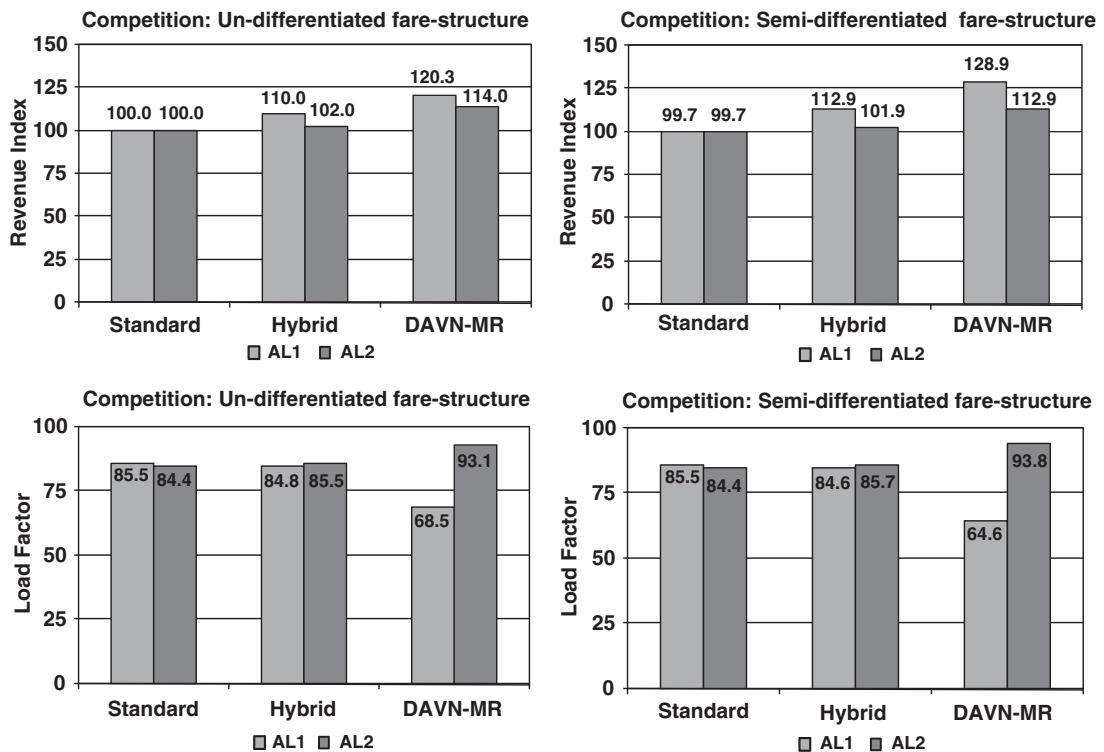 Competition: Un-differentiated fare-structure
150
125
100
75
50
25
0
Revenue Index
100.0 100.0
110.0
102.0
120.3
114.0
Standard Hybrid DAVN-MR
AL1 AL2
Competition: Semi-differentiated fare-structure
150
125
100
75
50
25
0
Revenue Index
99.7 99.7
112.9
101.9
128.9
112.9
Standard Hybrid DAVN-MR
AL1 AL2
Competition: Un-differentiated fare-structure
100
75
50
25
0
Load Factor
85.5 84.4
84.8 85.5
68.5
93.1
Standard Hybrid DAVN-MR
AL1 AL2
Competition: Semi-differentiated fare-structure
100
75
50
25
0
Load Factor
85.5 84.4
84.6 85.7
64.6
93.8
Standard Hybrid DAVN-MR
AL1 AL2